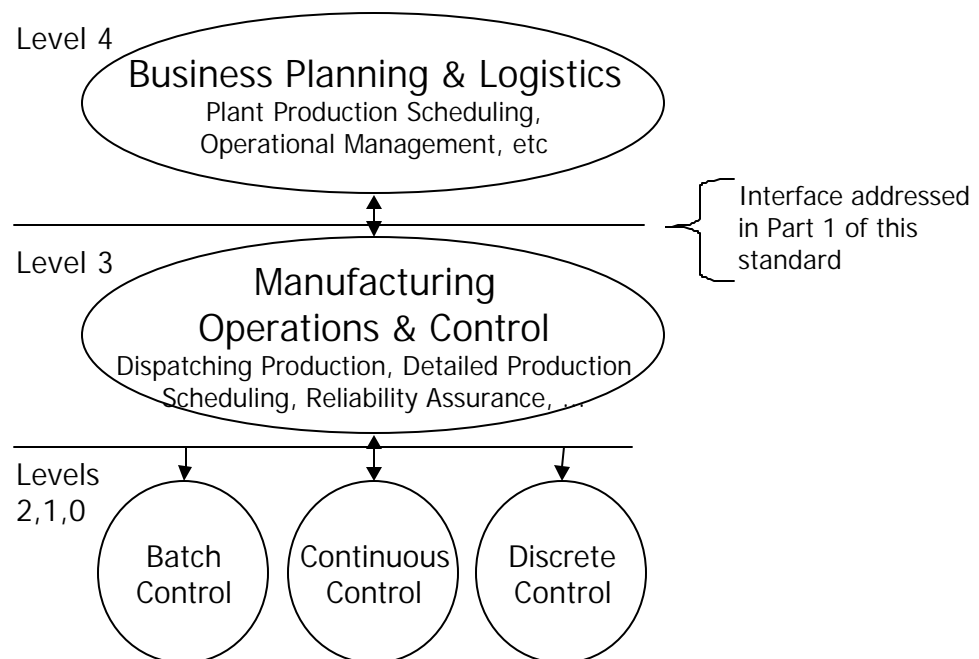 Level 4
Business Planning & Logistics
Plant Production Scheduling,
Operational Management, etc
Interface addressed
in Part 1 of this
standard
Level 3
Manufacturing
Operations & Control
Dispatching Production, Detailed Production
Scheduling, Reliability Assurance, ...
Levels
2,1,0
Batch
Control
Continuous
Control
Discrete
Control